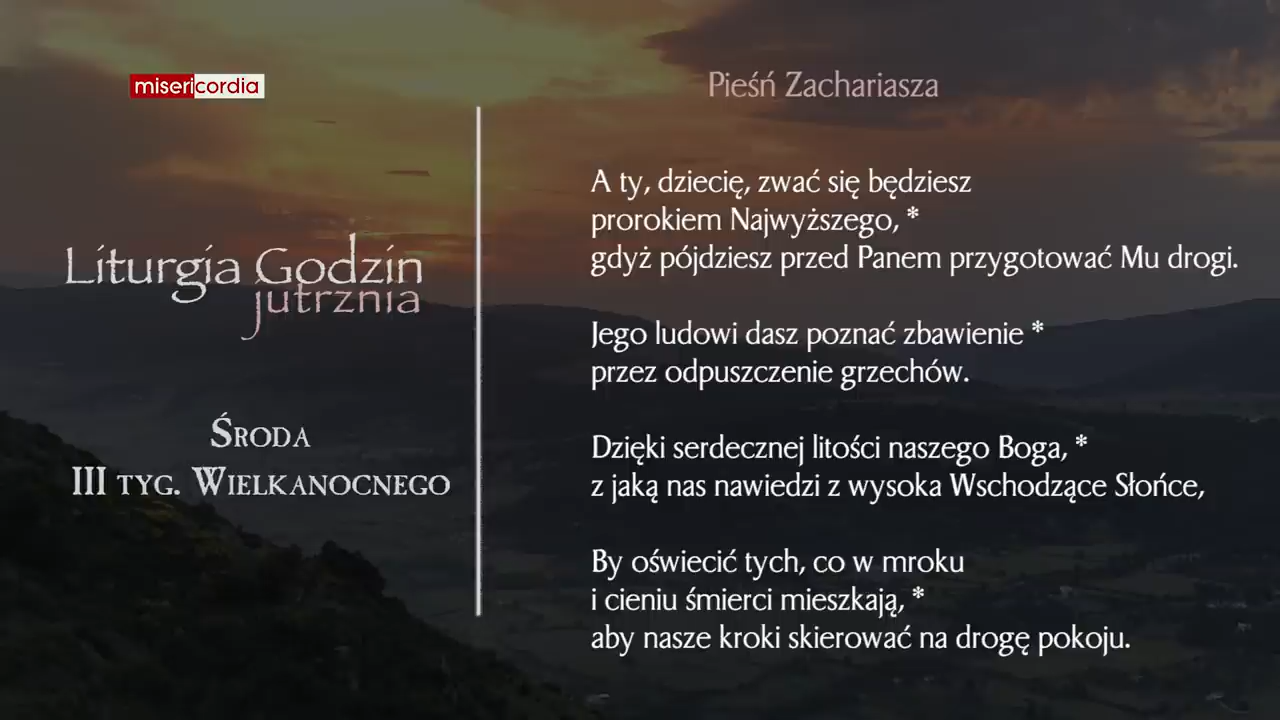 misericordia
Liturgia Godzin
jutrznia
Środa
III tyg. Wielkanocnego
Pieśń Zachariasza
A ty, dziecię, zwać się będziesz
prorokiem Najwyższego, *
gdyż pójdziesz przed Panem przygotować Mu drogi.
Jego ludowi dasz poznać zbawienie *
przez odpuszczenie grzechów.
Dzięki serdecznej litości naszego Boga, *
z jaką nas nawiedzi z wysoka Wschodzące Słońce,
By oświecić tych, co w mroku
i cieniu śmierci mieszkają, *
aby nasze kroki skierować na drogę pokoju.